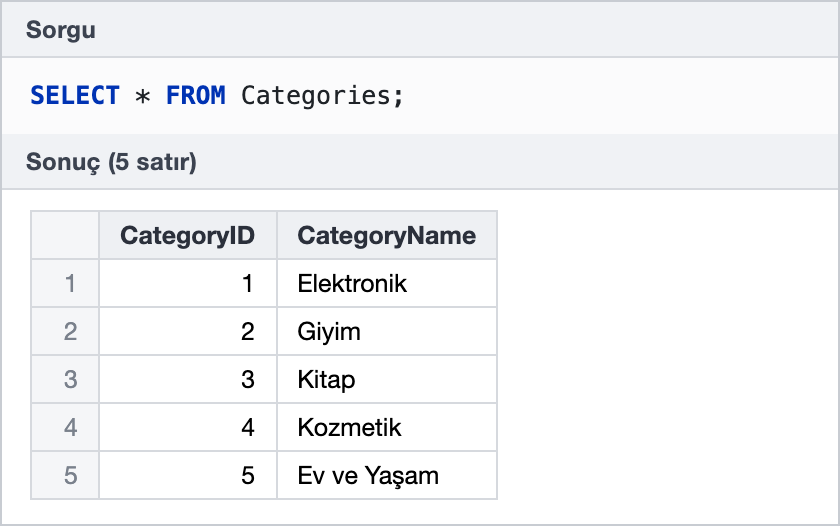 Sorgu
SELECT * FROM Categories;
Sonuç (5 satır)
CategoryID CategoryName
1 1 Elektronik
2 2 Giyim
3 3 Kitap
4 4 Kozmetik
5 5 Ev ve Yaşam